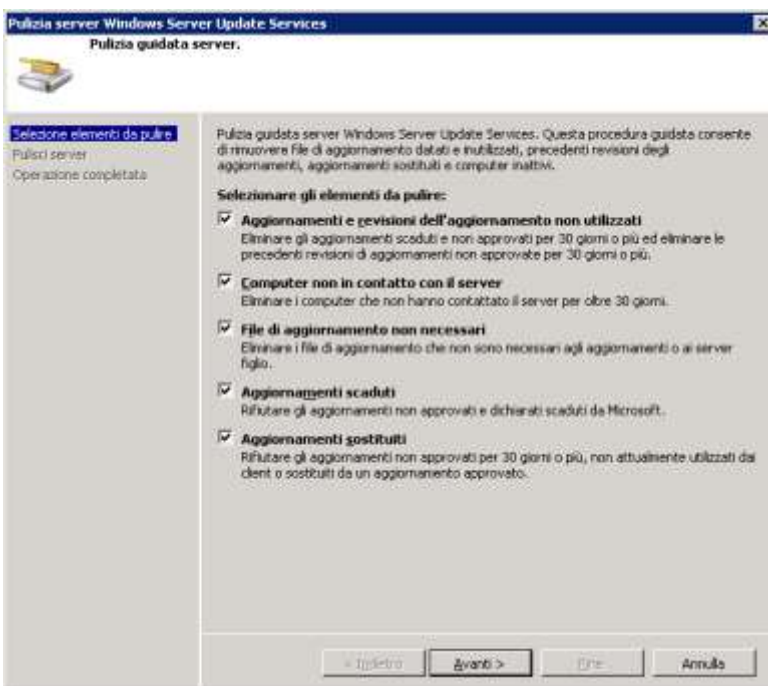 Pulizia server Windows Server Update Services
Pulizia guidata server.
Selezione elementi da pulire
Pulisci server
Operazione completata
Pulizia guidata server Windows Server Update Services. Questa procedura guidata consente
di rimuovere file di aggiornamento datati e inutilizzati, precedenti revisioni degli
aggiornamenti, aggiornamenti sostituiti e computer inattivi.
Selezionare gli elementi da pulire:
Aggiornamenti e revisioni dell'aggiornamento non utilizzati
Eliminare gli aggiornamenti scaduti e non approvati per 30 giorni o più ed eliminare le
precedenti revisioni di aggiornamenti non approvate per 30 giorni o più.
Computer non in contatto con il server
Eliminare i computer che non hanno contattato il server per oltre 30 giorni.
File di aggiornamento non necessari
Eliminare i file di aggiornamento che non sono necessari agli aggiornamenti o ai server
figlio.
Aggiornamenti scaduti
Rifiutare gli aggiornamenti non approvati e dichiarati scaduti da Microsoft.
Aggiornamenti sostituiti
Rifiutare gli aggiornamenti non approvati per 30 giorni o più, non attualmente utilizzati dai
client o sostituiti da un aggiornamento approvato.
< Indietro
Avanti >
Fine
Annulla